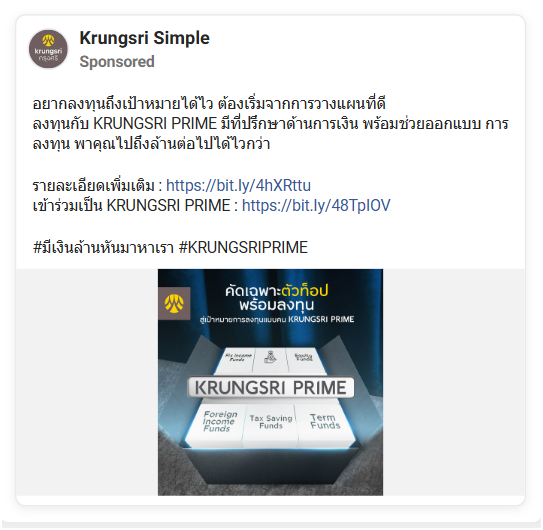 Krungsri Simple
Sponsored
krungsri
กรุงศรี
อยากลงทุนถึงเป้าหมายได้ไว ต้องเริ่มจากการวางแผนที่ดี
ลงทุนกับ KRUNGSRI PRIME มีที่ปรึกษาด้านการเงิน พร้อมช่วยออกแบบ การ
ลงทุน พาคุณไปถึงล้านต่อไปได้ไวกว่า
รายละเอียดเพิ่มเติม : https://bit.ly/4hXRttu
เข้าร่วมเป็น KRUNGSRI PRIME : https://bit.ly/48TpIOV
#มีเงินล้านหันมาหาเรา #KRUNGSRIPRIME
คัดเฉพาะตัวท็อป
พร้อมลงทุน
สู่เป้าหมายการลงทุนแบบคน KRUNGSRI PRIME
Fix Income
Funds
Equity
Funds
KRUNGSRI PRIME
Foreign
Income
Funds
Tax Saving
Funds
Term
Funds